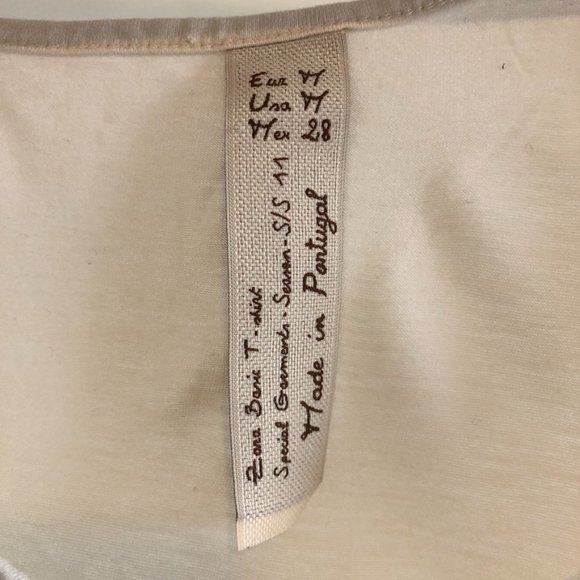 Eur M
Usa M
Mex 28
Zara Basic T-shirt
Special Garments - Season - S/S 11
Made in Portugal